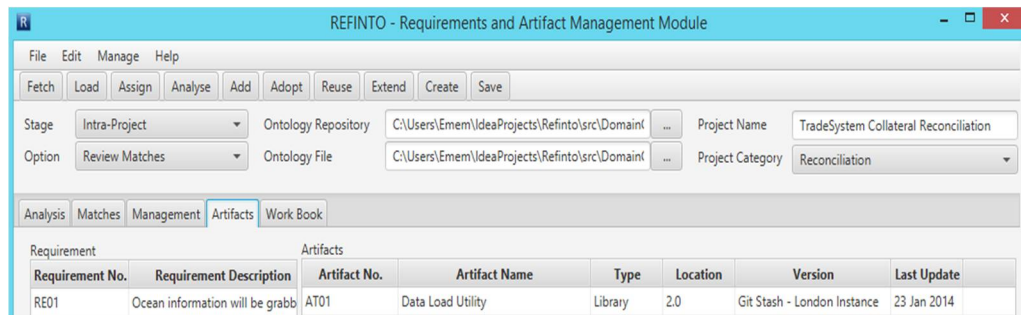 R REFINTO - Requirements and Artifact Management Module
File Edit Manage Help
Fetch Load Assign Analyse Add Adopt Reuse Extend Create Save
Stage Intra-Project Ontology Repository C:\Users\Emem\IdeaProjects\Refinto\src\Domain( ... Project Name TradeSystem Collateral Reconciliation
Option Review Matches Ontology File C:\Users\Emem\IdeaProjects\Refinto\src\Domain( ... Project Category Reconciliation
Analysis Matches Management Artifacts Work Book
Requirement Artifacts
Requirement No. Requirement Description Artifact No. Artifact Name Type Location Version Last Update
RE01 Ocean information will be grabb AT01 Data Load Utility Library 2.0 Git Stash - London Instance 23 Jan 2014